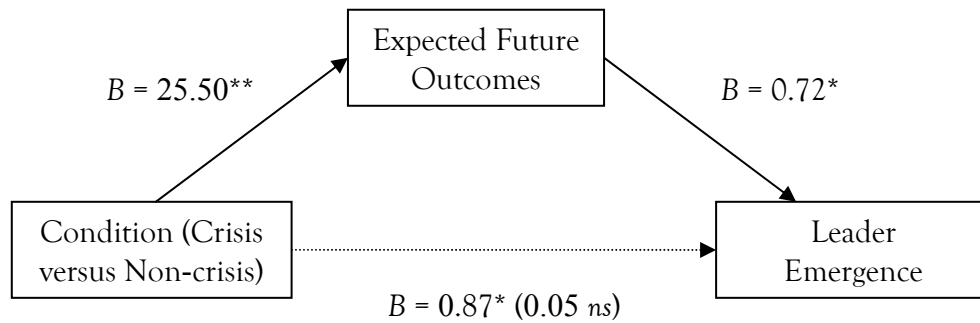 Expected Future
Outcomes
B = 25.50**
B = 0.72*
Condition (Crisis
versus Non-crisis)
Leader
Emergence
B = 0.87* (0.05 ns)